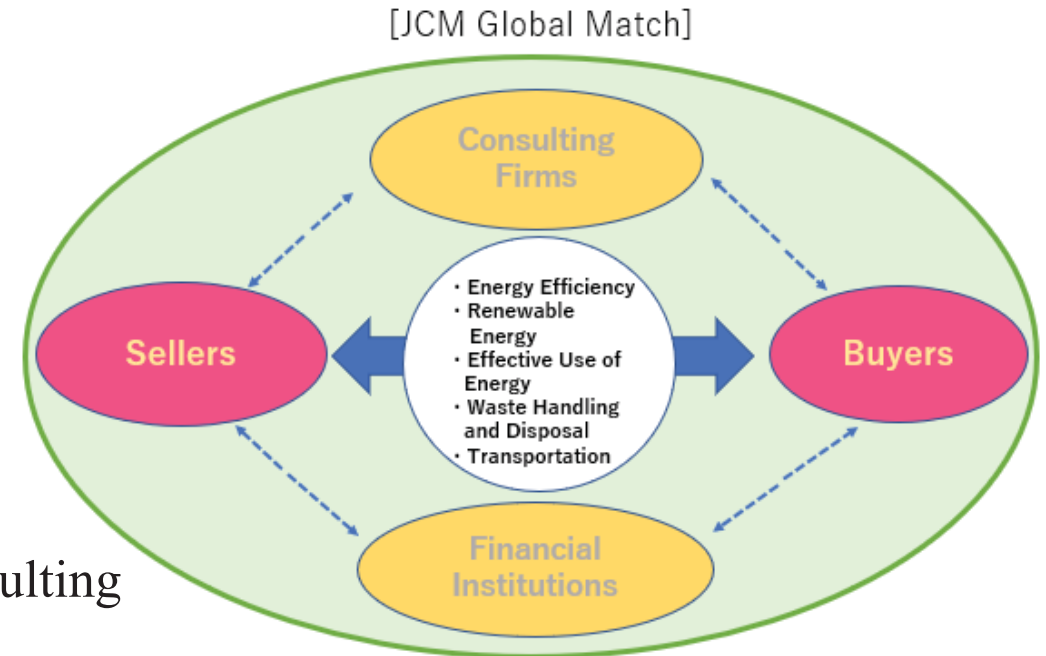 [JCM Global Match]
Consulting
Firms
Sellers
· Energy Efficiency
· Renewable
Energy
· Effective Use of
Energy
· Waste Handling
and Disposal
· Transportation
Buyers
Financial
Institutions
ulting